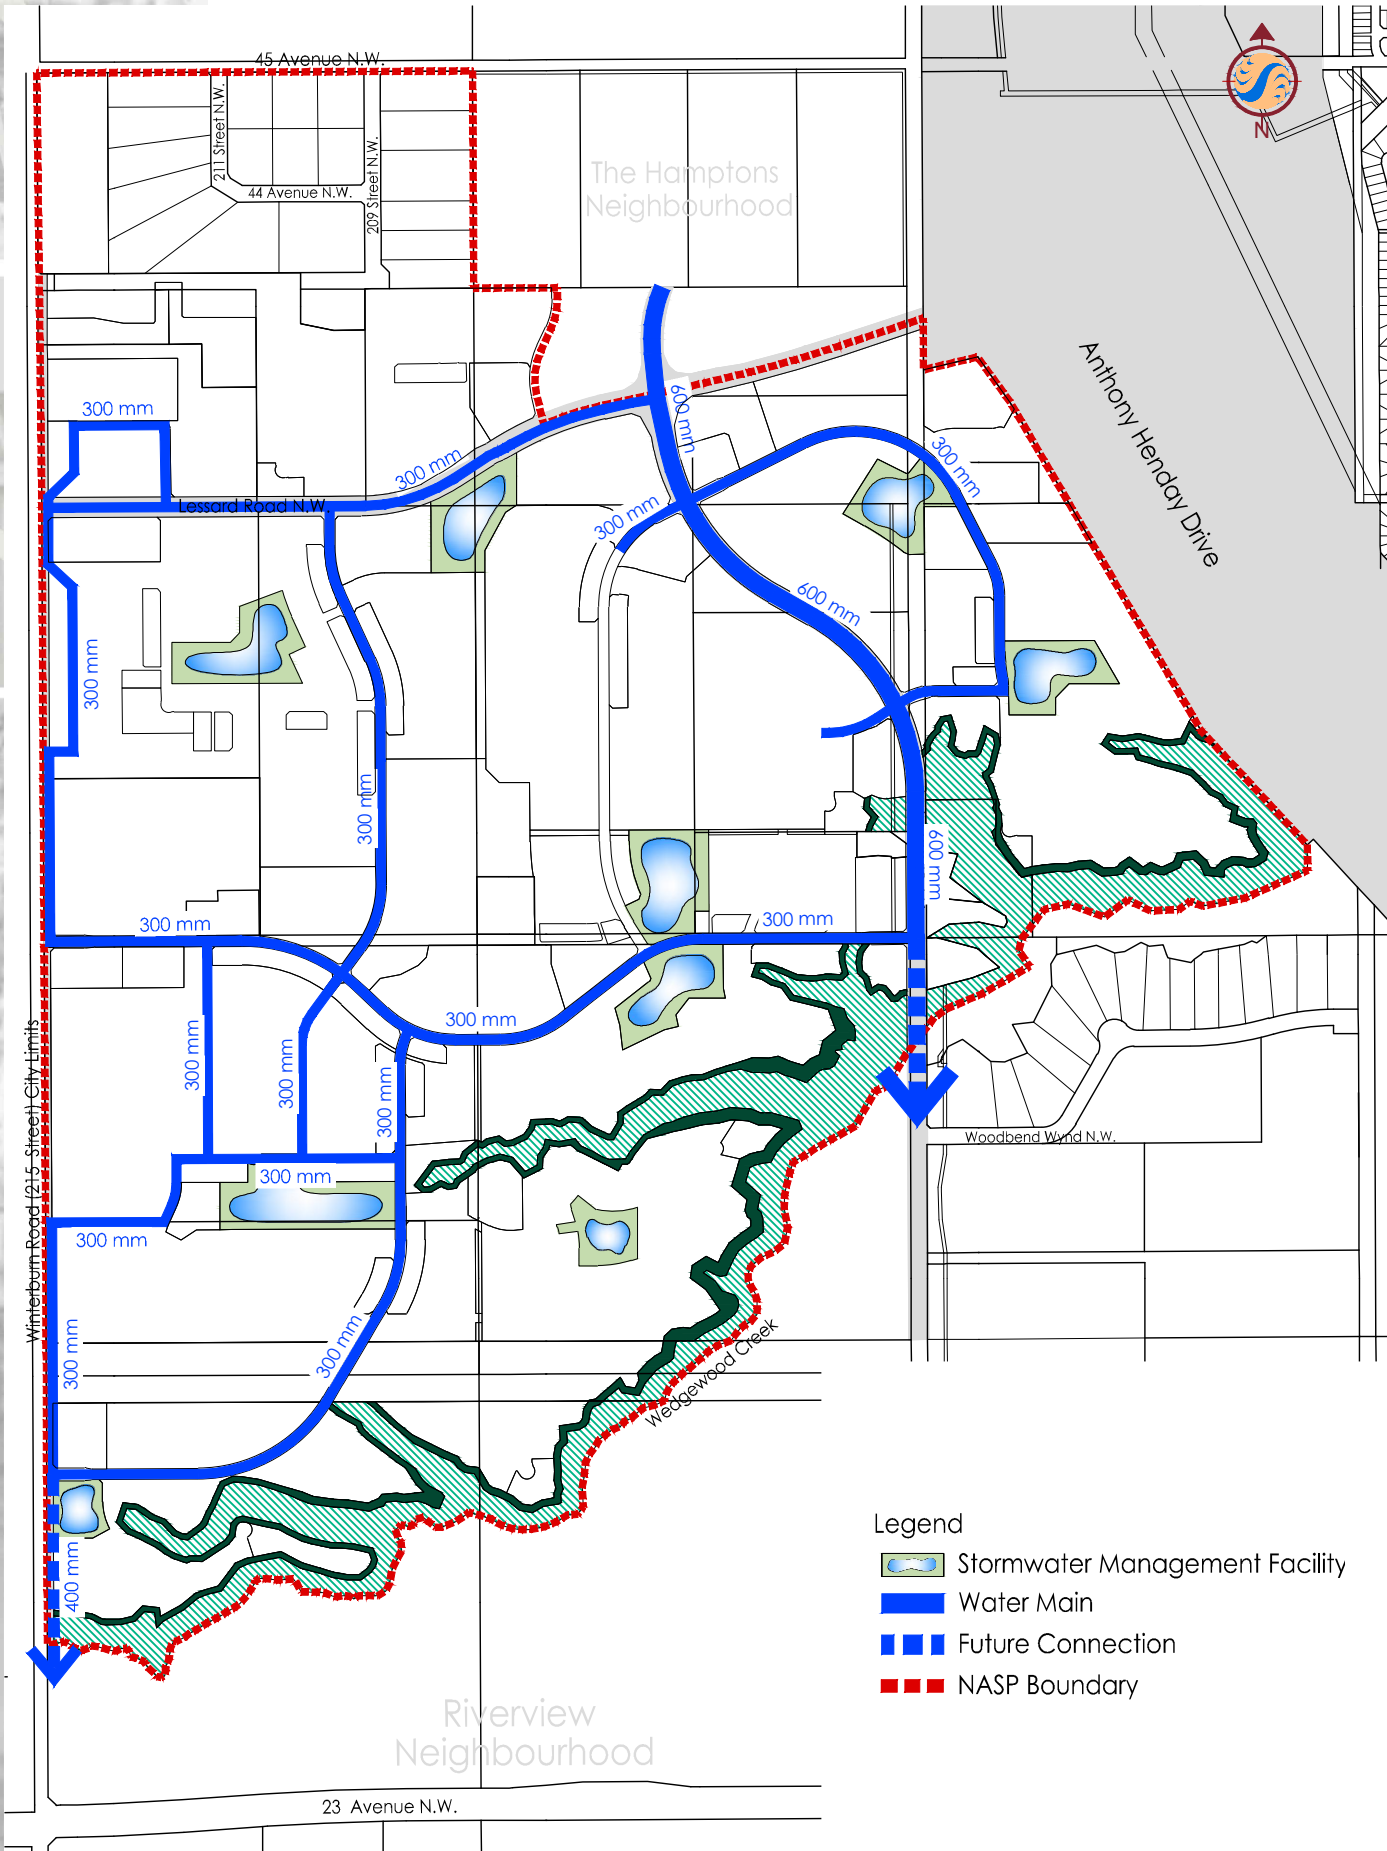 45 Avenue N.W.
211 Street N.W.
44 Avenue N.W.
209 Street N.W.
The Hamptons
Neighbourhood
N
Anthony Henday Drive
300 mm
300 mm
600 mm
300 mm
300 mm
Lessard Road N.W.
600 mm
300 mm
300 mm
600 mm
300 mm
300 mm
300 mm
300 mm
300 mm
300 mm
300 mm
Woodbend Wynd N.W.
300 mm
300 mm
Winterburn Road (215 Street) City Limits
300 mm
300 mm
Wedgewood Creek
400 mm
Legend
Stormwater Management Facility
Water Main
Future Connection
NASP Boundary
Riverview
Neighbourhood
23 Avenue N.W.